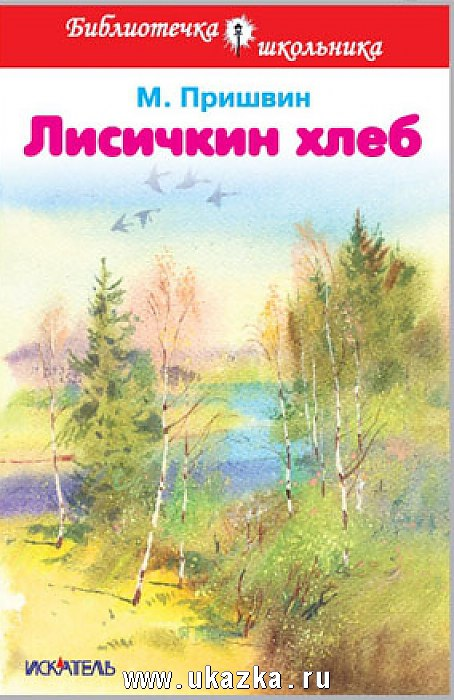 Библиотечка школьника
М. Пришвин
Лисичкин хлеб
ИСКАТЕЛЬ
www.ukazka.ru